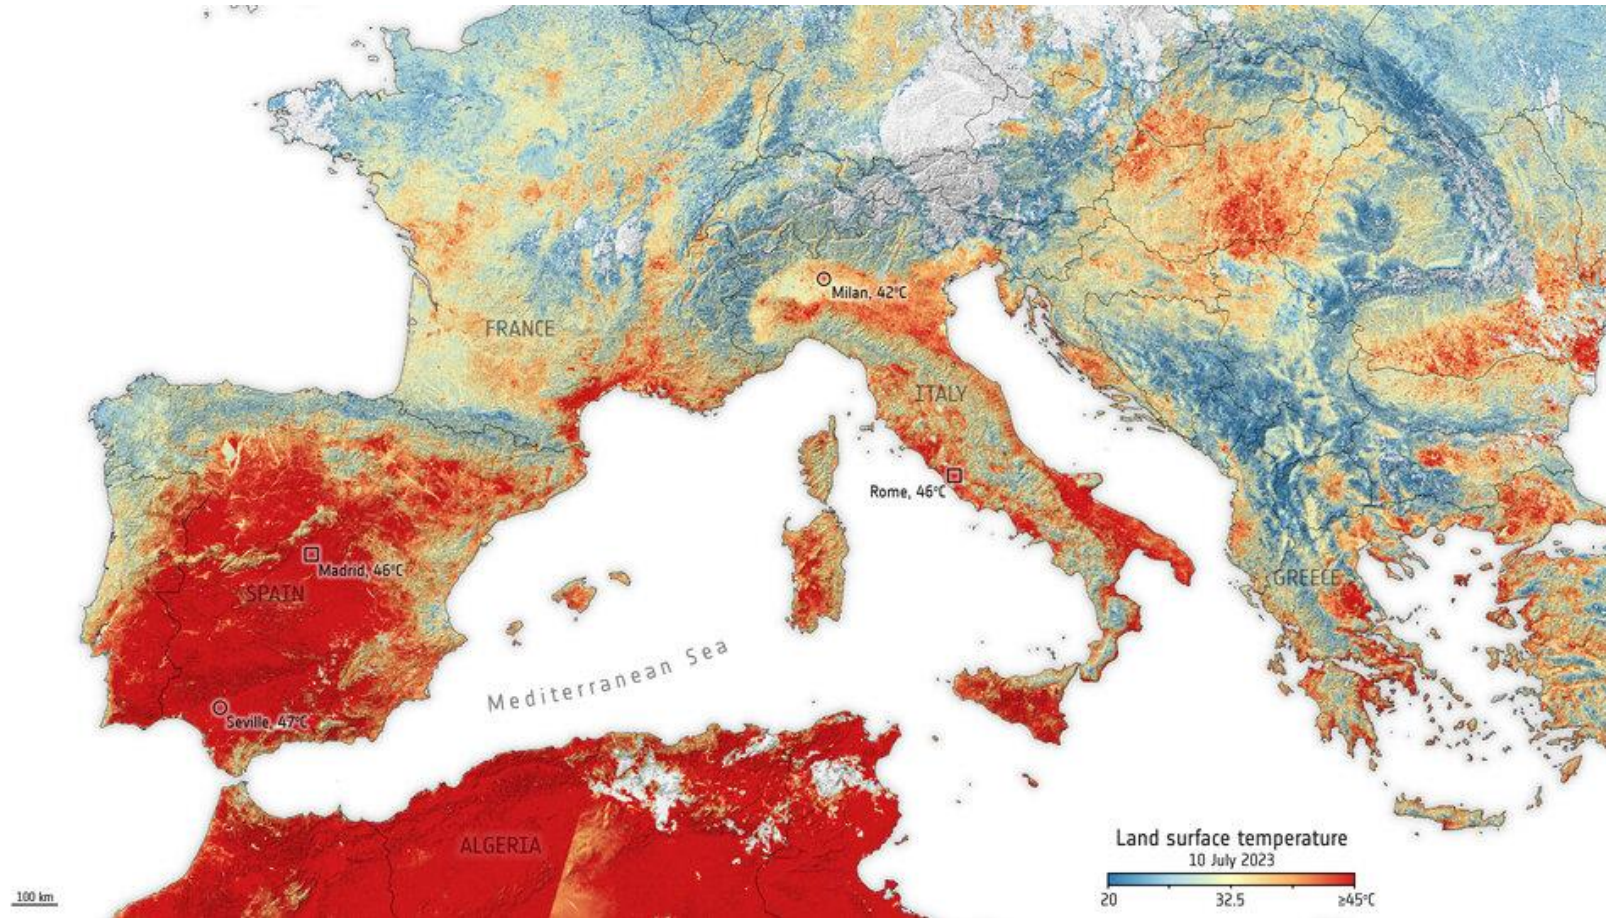 Milan, 42°C
FRANCE
ITALY
Rome, 46°C
Madrid, 46°C
SPAIN
GREECE
Mediterranean Sea
Seville, 47°C
ALGERIA
Land surface temperature
10 July 2023
20 32.5 ≥45°C
100 km